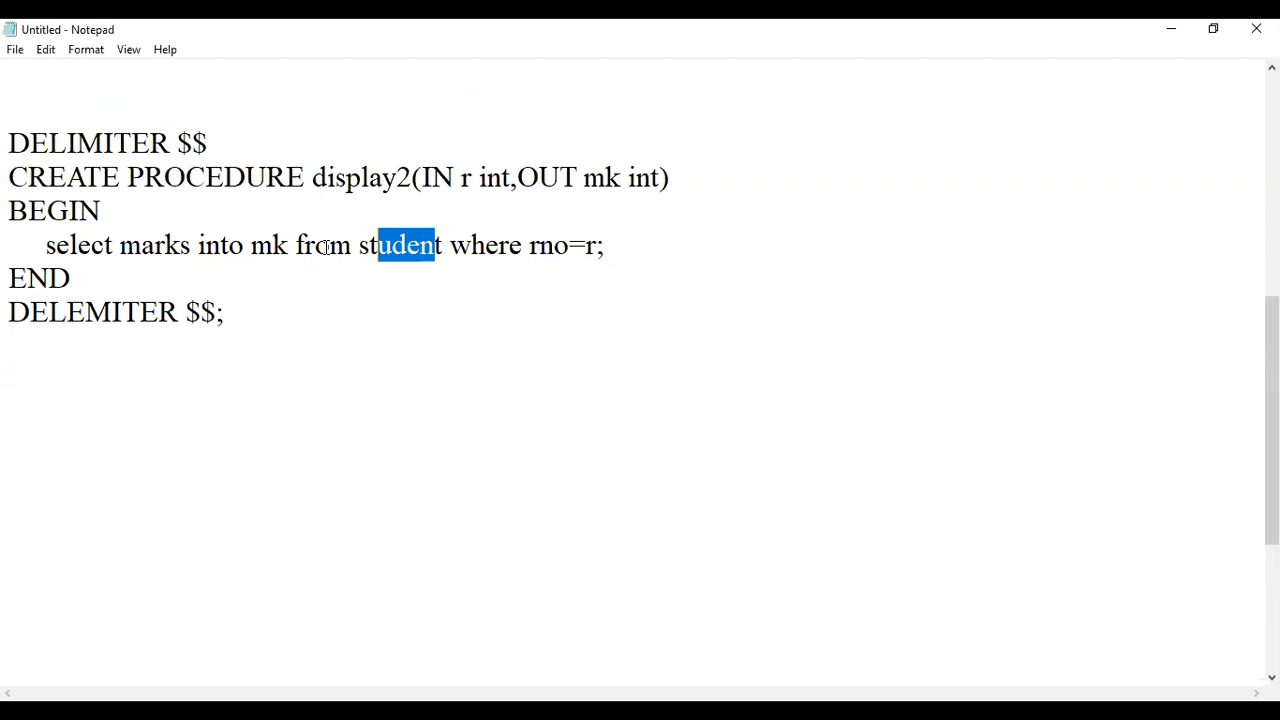 Untitled - Notepad
File Edit Format View Help
DELIMITER $$
CREATE PROCEDURE display2(IN r int,OUT mk int)
BEGIN
select marks into mk from student where rno=r;
END
DELEMITER $$;